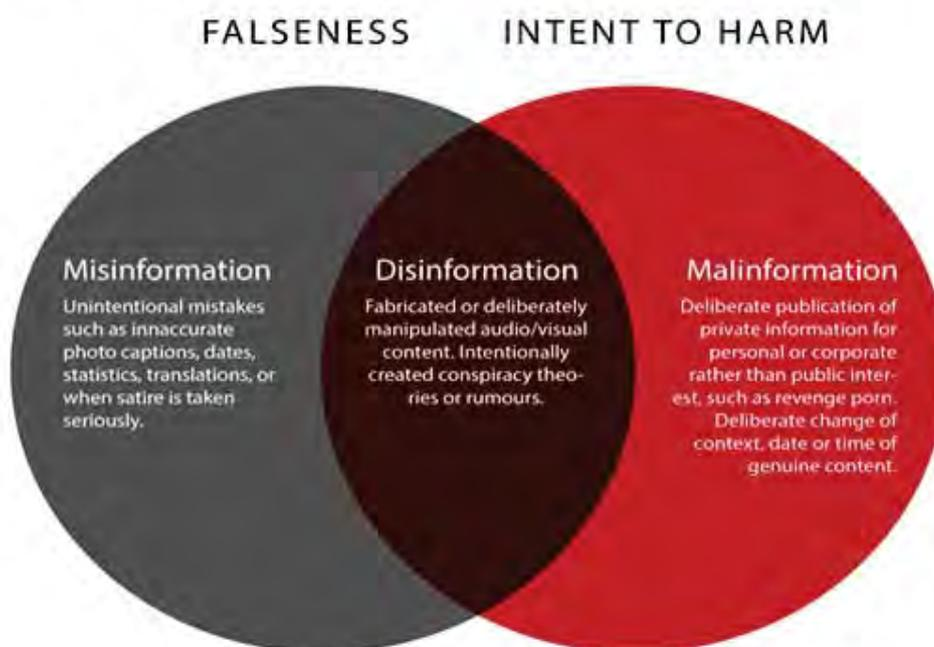 FALSENESS
INTENT TO HARM
Misinformation
Unintentional mistakes
such as innaccurate
photo captions, dates,
statistics, translations, or
when satire is taken
seriously.
Disinformation
Fabricated or deliberately
manipulated audio/visual
content. Intentionally
created conspiracy theo-
ries or rumours.
Malinformation
Deliberate publication of
private information for
personal or corporate
rather than public inter-
est, such as revenge porn.
Deliberate change of
context, date or time of
genuine content.